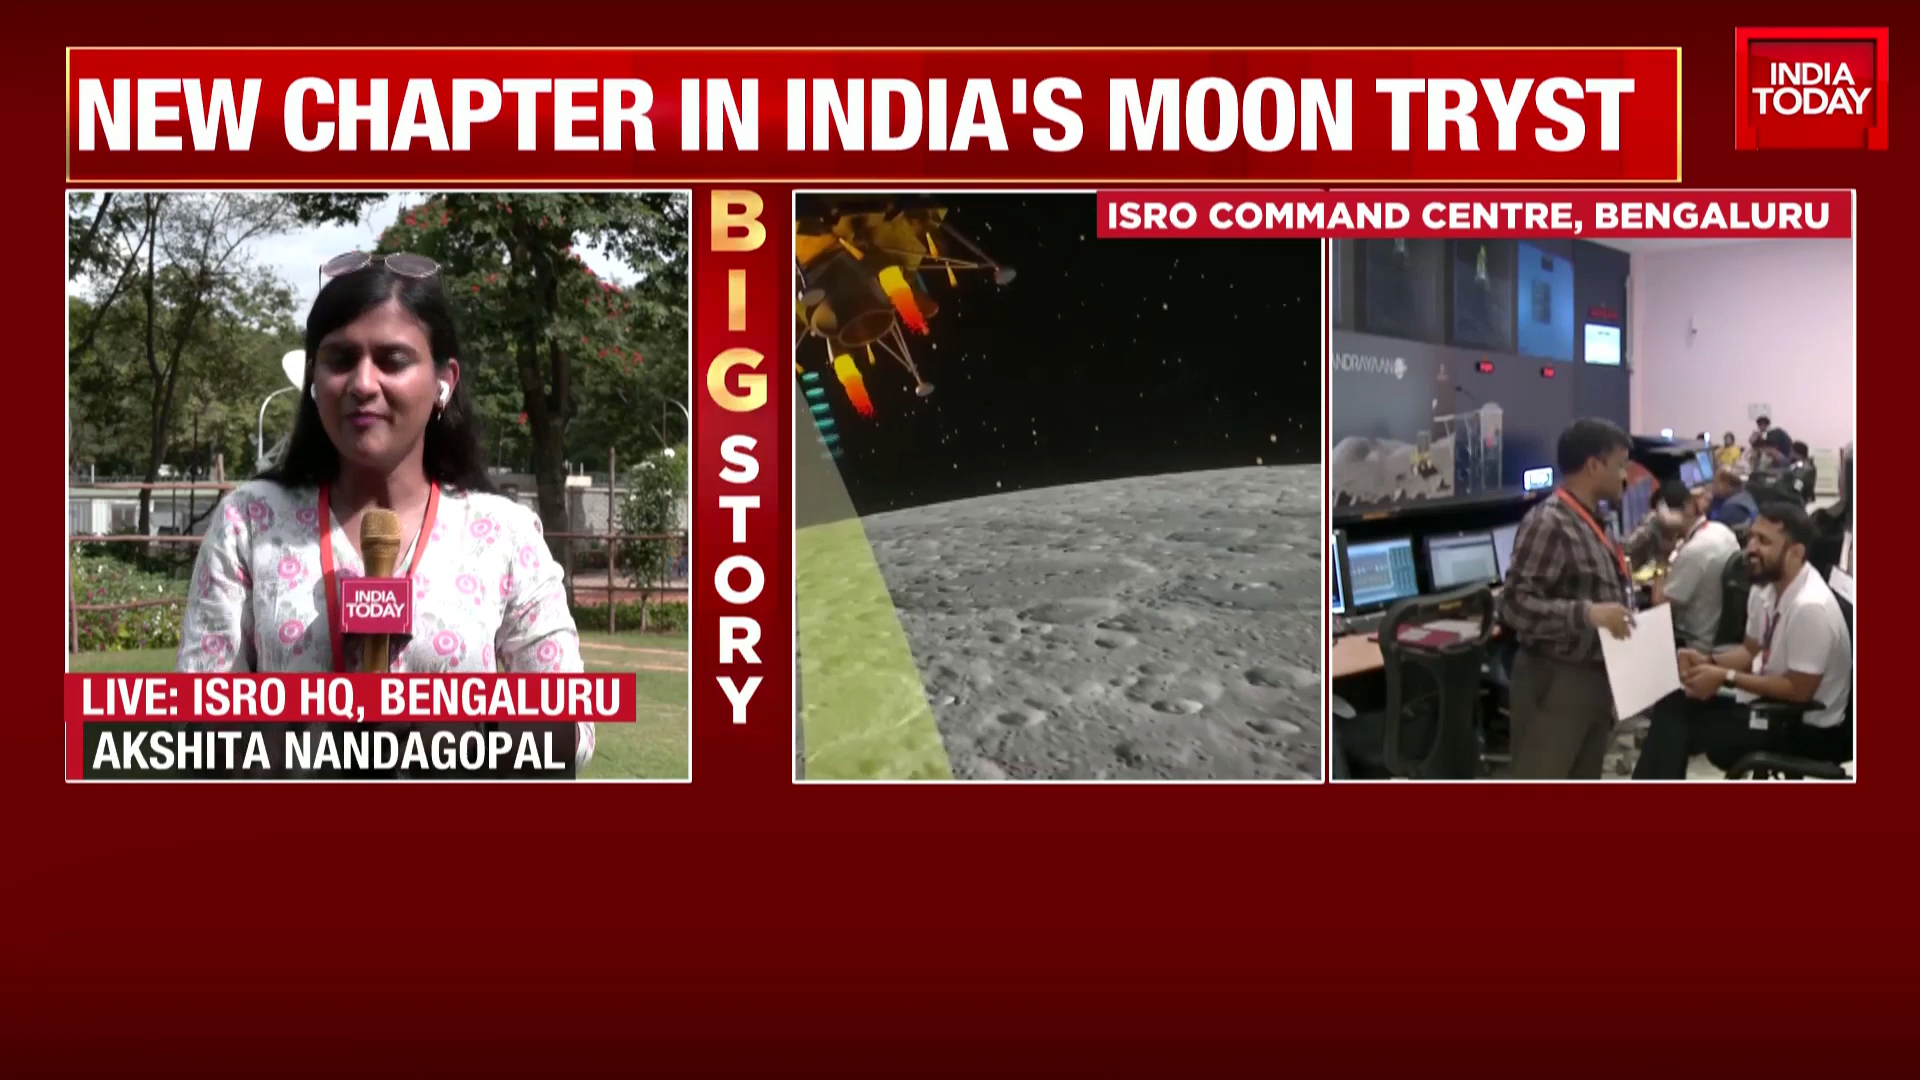 NEW CHAPTER IN INDIA'S MOON TRYST
INDIA
TODAY
ISRO COMMAND CENTRE, BENGALURU
BIG
STORY
ANDRAYAAN
INDIA
TODAY
LIVE: ISRO HQ, BENGALURU
AKSHITA NANDAGOPAL